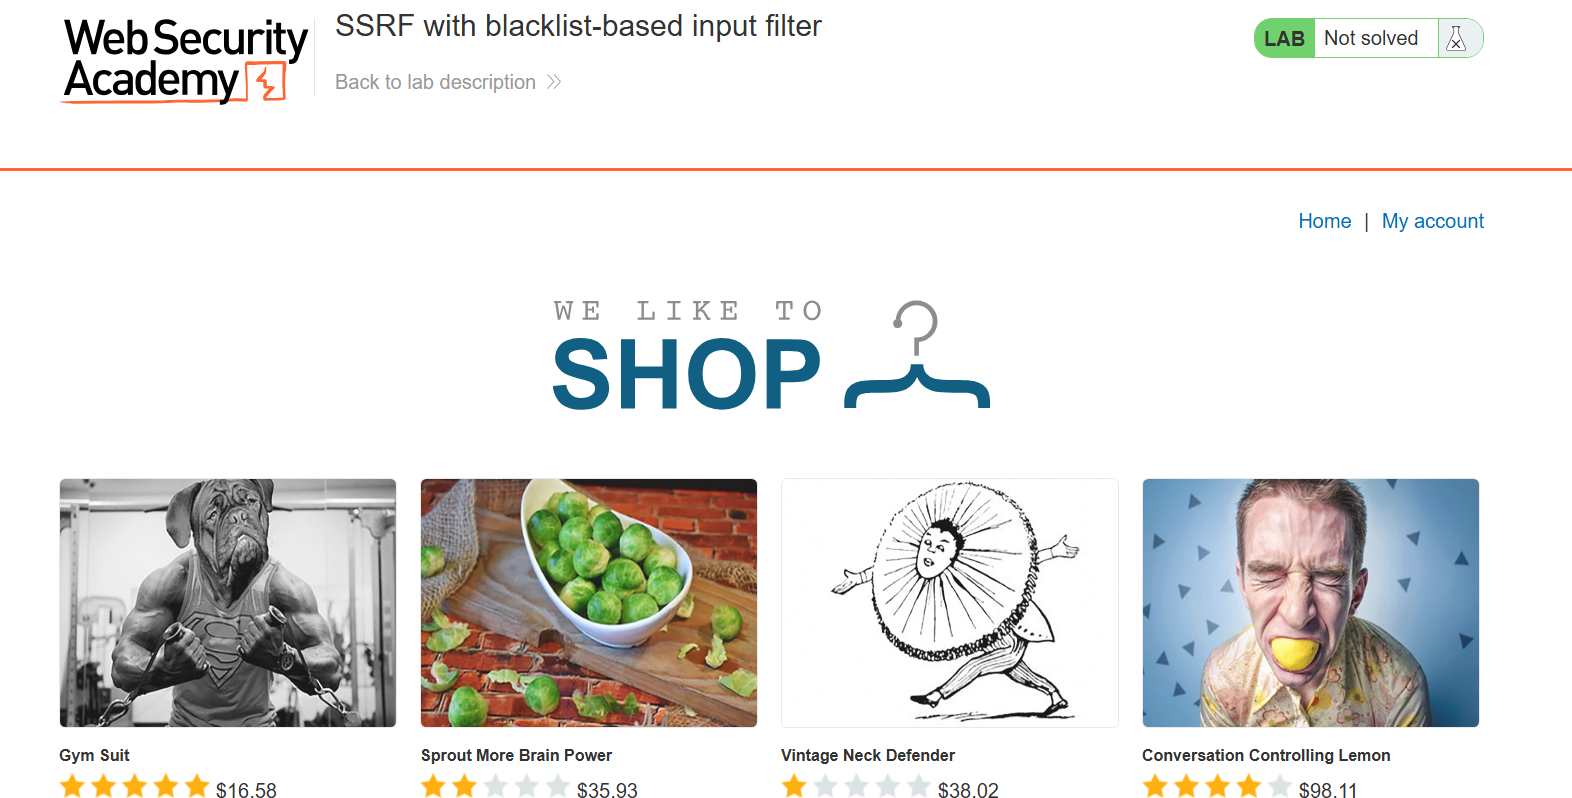 Web Security
Academy
SSRF with blacklist-based input filter
Back to lab description
LAB Not solved
Home | My account
WE LIKE TO
SHOP
Gym Suit
$16.58
Sprout More Brain Power
$35.93
Vintage Neck Defender
$38.02
Conversation Controlling Lemon
$98.11